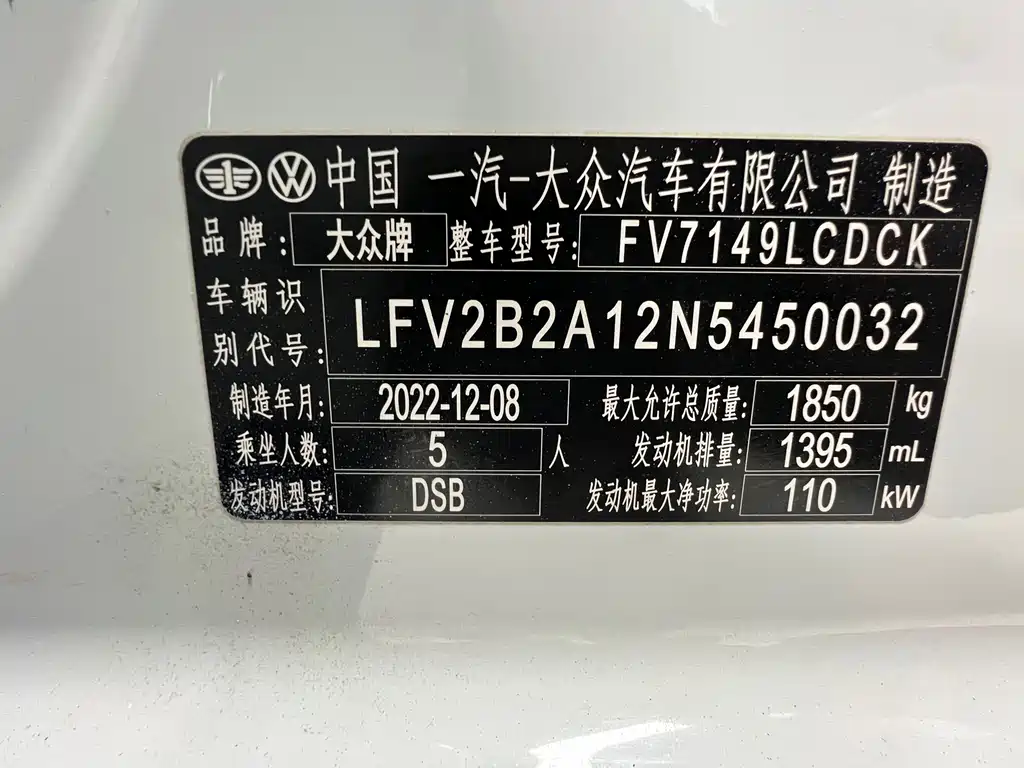 中国 一汽-大众汽车有限公司 制造
品牌: 大众牌 整车型号: FV7149LCDCK
车辆识别代号: LFV2B2A12N5450032
制造年月: 2022-12-08 最大允许总质量: 1850 kg
乘坐人数: 5 人 发动机排量: 1395 mL
发动机型号: DSB 发动机最大净功率: 110 kW